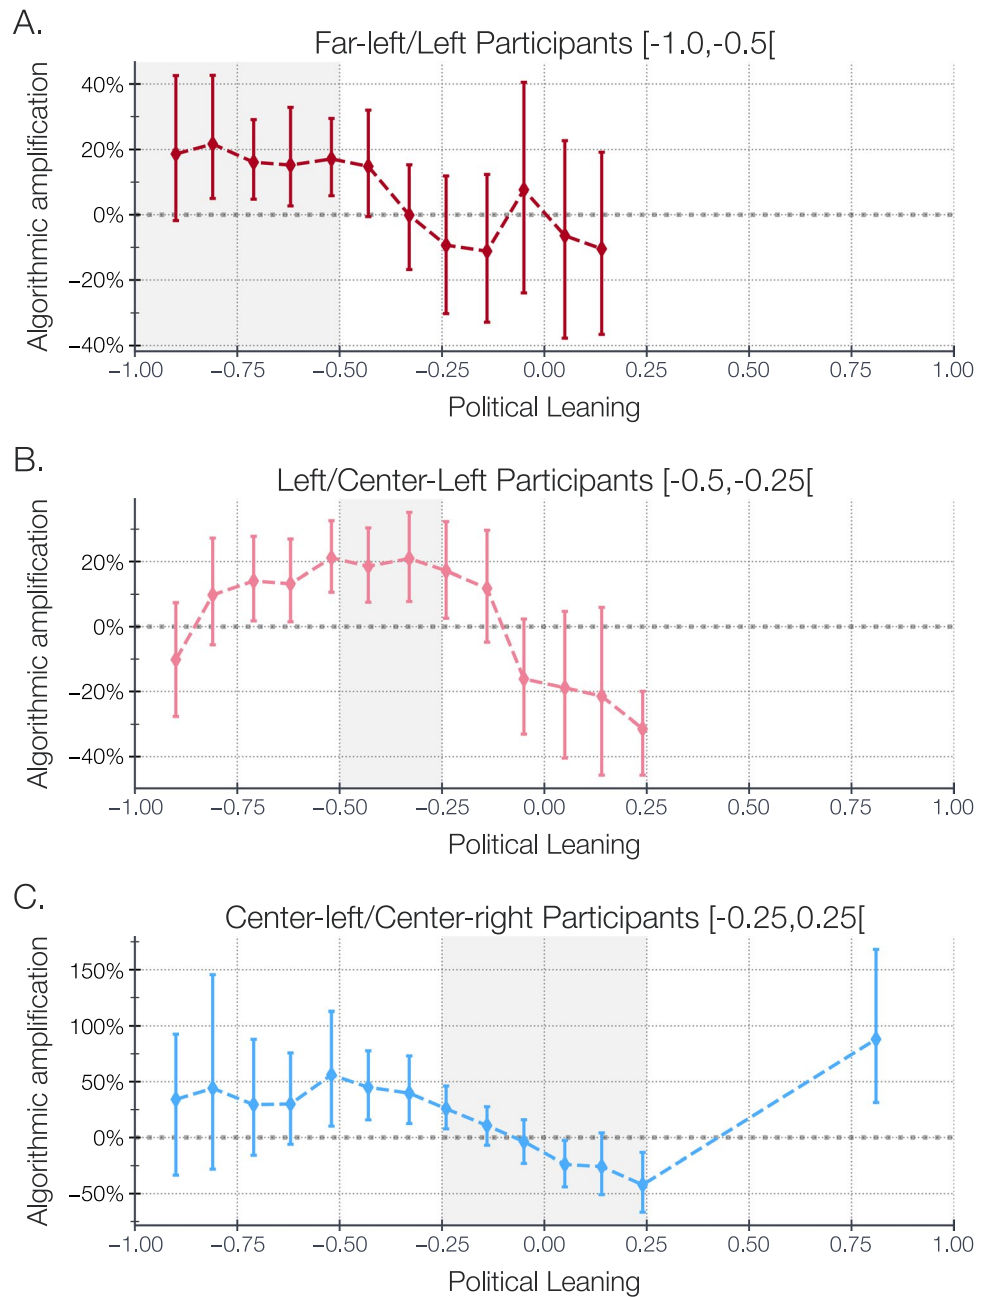 A.
Far-left/Left Participants [-1.0,-0.5[
Algorithmic amplification
40%
20%
0%
−20%
−40%
−1.00 −0.75 −0.50 −0.25 0.00 0.25 0.50 0.75 1.00
Political Leaning
B.
Left/Center-Left Participants [-0.5,-0.25[
Algorithmic amplification
20%
0%
−20%
−40%
−1.00 −0.75 −0.50 −0.25 0.00 0.25 0.50 0.75 1.00
Political Leaning
C.
Center-left/Center-right Participants [-0.25,0.25[
Algorithmic amplification
150%
100%
50%
0%
−50%
−1.00 −0.75 −0.50 −0.25 0.00 0.25 0.50 0.75 1.00
Political Leaning